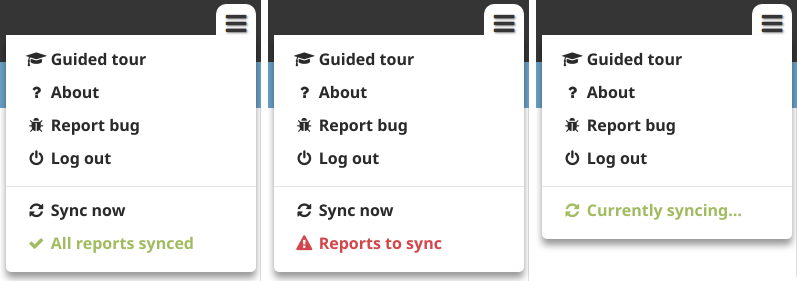 Guided tour
? About
Report bug
Log out
Sync now
All reports synced
Guided tour
? About
Report bug
Log out
Sync now
Reports to sync
Guided tour
? About
Report bug
Log out
Currently syncing...